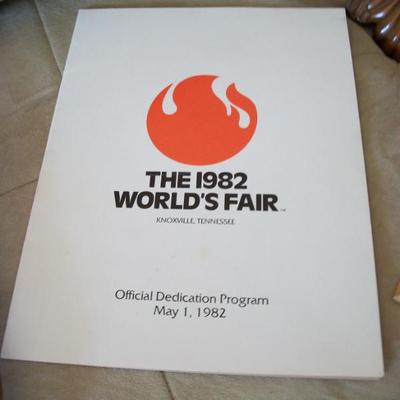 THE 1982
WORLD'S FAIR™
KNOXVILLE, TENNESSEE
Official Dedication Program
May 1, 1982